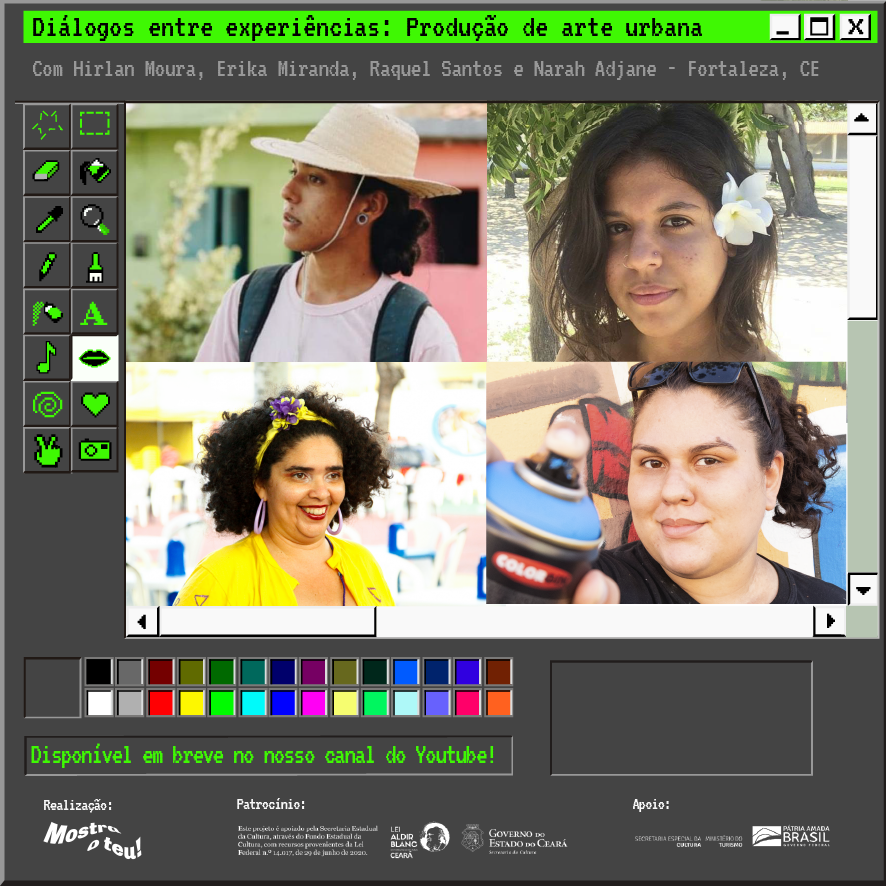 Diálogos entre experiências: Produção de arte urbana
Com Hirlan Moura, Erika Miranda, Raquel Santos e Narah Adjane - Fortaleza, CE
A
COLOR
Disponível em breve no nosso canal do Youtube!
Realização:
Mostra
o teu!
Patrocínio:
Este projeto é apoiado pela Secretaria Estadual
da Cultura, através do Fundo Estadual da
Cultura, com recursos provenientes da Lei
Federal n.º 14.017, de 29 de junho de 2020.
LEI
ALDIR
BLANC
CEARÁ
GOVERNO DO
ESTADO DO CEARÁ
Secretaria da Cultura
Apoio:
SECRETARIA ESPECIAL DA
CULTURA
MINISTÉRIO DO
TURISMO
PÁTRIA AMADA
BRASIL
GOVERNO FEDERAL